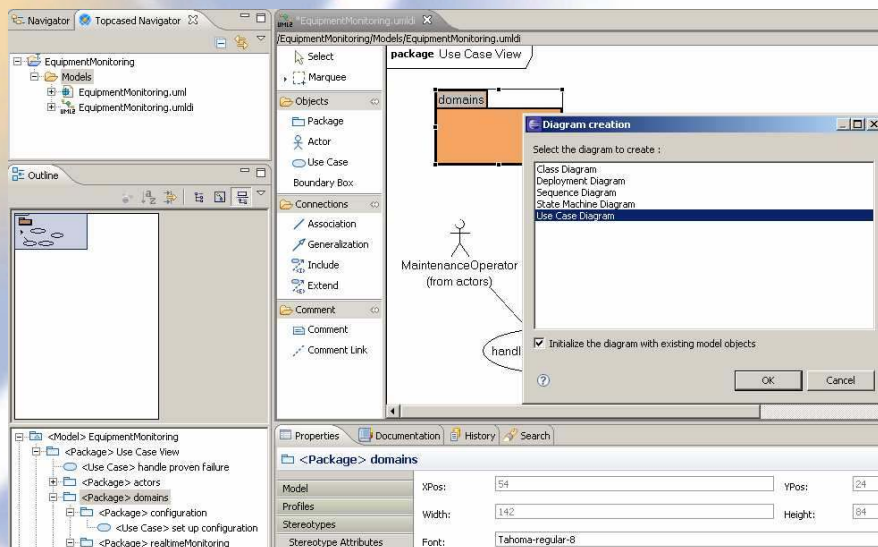 Navigator
Topcased Navigator
EquipmentMonitoring
Models
EquipmentMonitoring.uml
EquipmentMonitoring.umldi
Outline
<Model> EquipmentMonitoring
<Package> Use Case View
<Use Case> handle proven failure
<Package> actors
<Package> domains
<Package> configuration
<Use Case> set up configuration
<Package> realtimeMonitoring
*EquipmentMonitoring.umldi
/EquipmentMonitoring/Models/EquipmentMonitoring.umldi
Select
Marquee
Objects
Package
Actor
Use Case
Boundary Box
Connections
Association
Generalization
Include
Extend
Comment
Comment
Comment Link
package Use Case View
domains
MaintenanceOperator
(from actors)
handl
Diagram creation
Select the diagram to create :
Class Diagram
Deployment Diagram
Sequence Diagram
State Machine Diagram
Use Case Diagram
Initialize the diagram with existing model objects
OK Cancel
Properties Documentation History Search
<Package> domains
Model
Profiles
Stereotypes
Stereotype Attributes
XPos: 54 YPos: 24
Width: 142 Height: 84
Font: Tahoma-regular-8